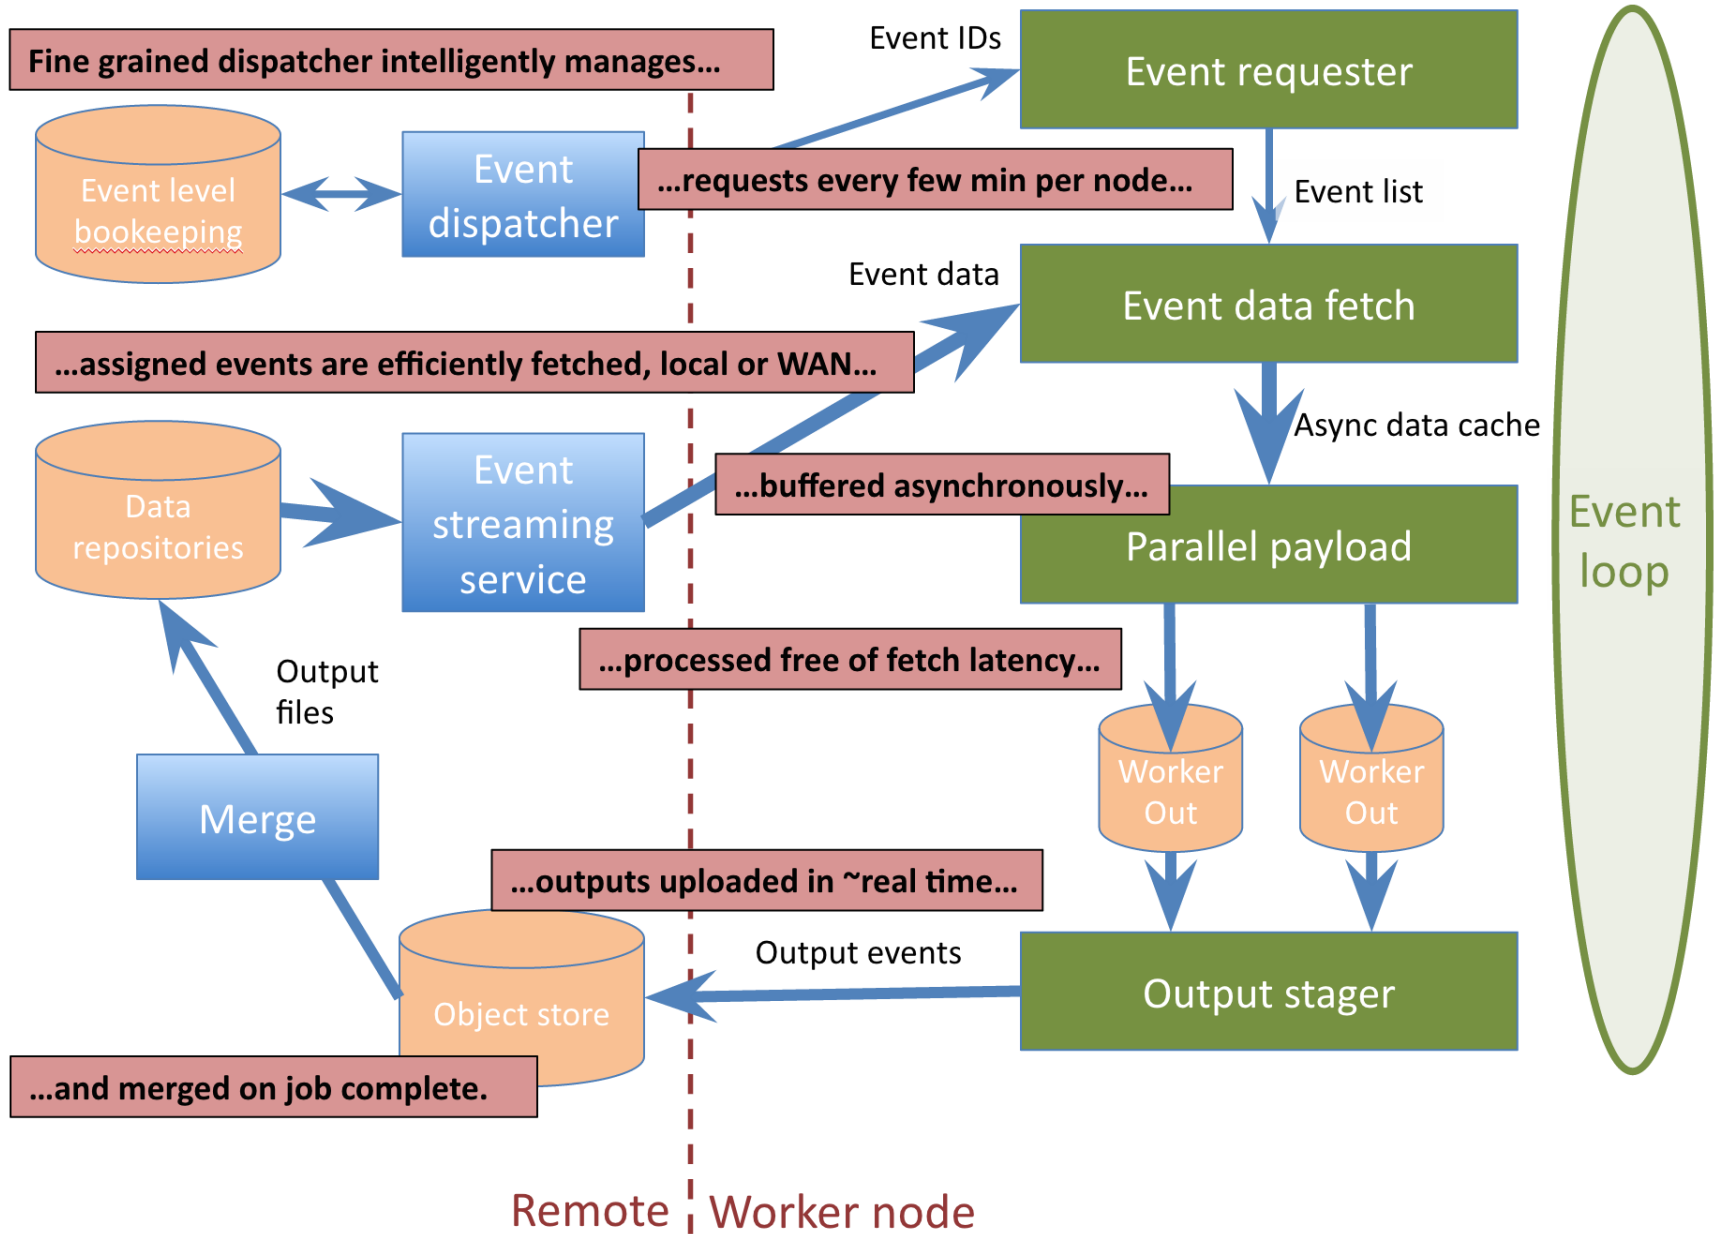 Fine grained dispatcher intelligently manages…
Event IDs
Event requester
Event level
bookeeping
Event
dispatcher
…requests every few min per node…
Event list
Event data
Event data fetch
…assigned events are efficiently fetched, local or WAN…
Async data cache
Data
repositories
Event
streaming
service
…buffered asynchronously…
Parallel payload
Event
loop
…processed free of fetch latency…
Output
files
Worker
Out
Worker
Out
Merge
…outputs uploaded in ~real time…
Output events
Object store
Output stager
…and merged on job complete.
Remote
Worker node